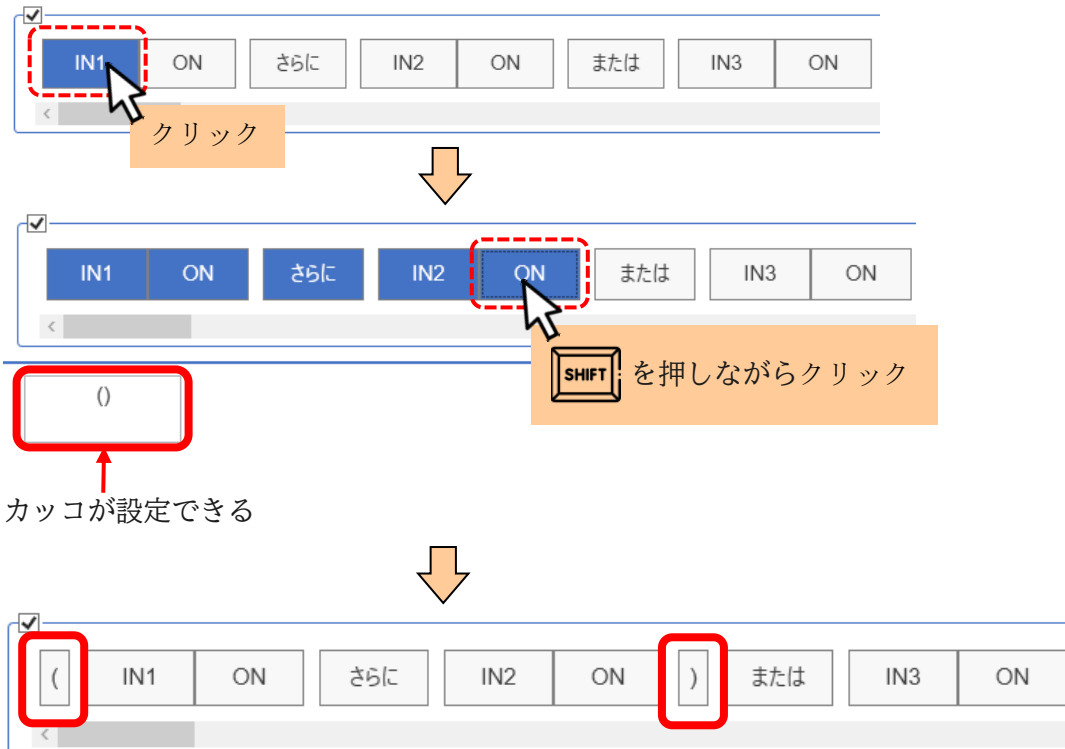 IN1 ON さらに IN2 ON または IN3 ON
クリック
IN1 ON さらに IN2 ON または IN3 ON
SHIFT を押しながらクリック
()
カッコが設定できる
( IN1 ON さらに IN2 ON ) または IN3 ON